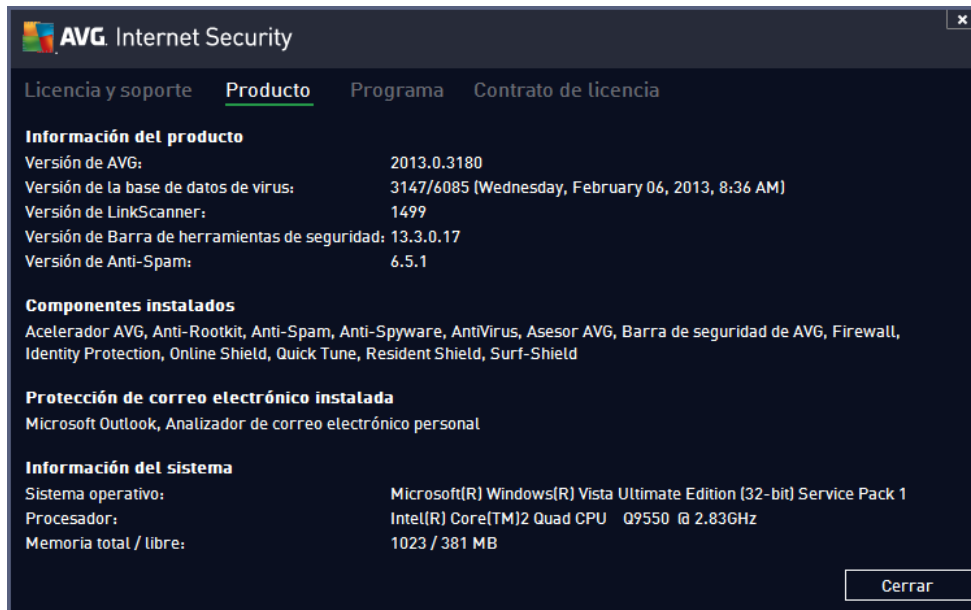 AVG. Internet Security
Licencia y soporte Producto Programa Contrato de licencia
Información del producto
Versión de AVG: 2013.0.3180
Versión de la base de datos de virus: 3147/6085 (Wednesday, February 06, 2013, 8:36 AM)
Versión de LinkScanner: 1499
Versión de Barra de herramientas de seguridad: 13.3.0.17
Versión de Anti-Spam: 6.5.1
Componentes instalados
Acelerador AVG, Anti-Rootkit, Anti-Spam, Anti-Spyware, AntiVirus, Asesor AVG, Barra de seguridad de AVG, Firewall,
Identity Protection, Online Shield, Quick Tune, Resident Shield, Surf-Shield
Protección de correo electrónico instalada
Microsoft Outlook, Analizador de correo electrónico personal
Información del sistema
Sistema operativo: Microsoft(R) Windows(R) Vista Ultimate Edition (32-bit) Service Pack 1
Procesador: Intel(R) Core(TM)2 Quad CPU Q9550 @ 2.83GHz
Memoria total / libre: 1023 / 381 MB
Cerrar